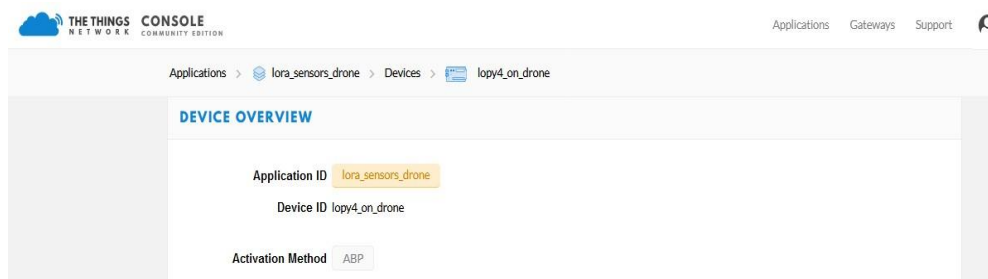 THE THINGS NETWORK CONSOLE COMMUNITY EDITION
Applications Gateways Support
Applications > lora_sensors_drone > Devices > lopy4_on_drone
DEVICE OVERVIEW
Application ID lora_sensors_drone
Device ID lopy4_on_drone
Activation Method ABP